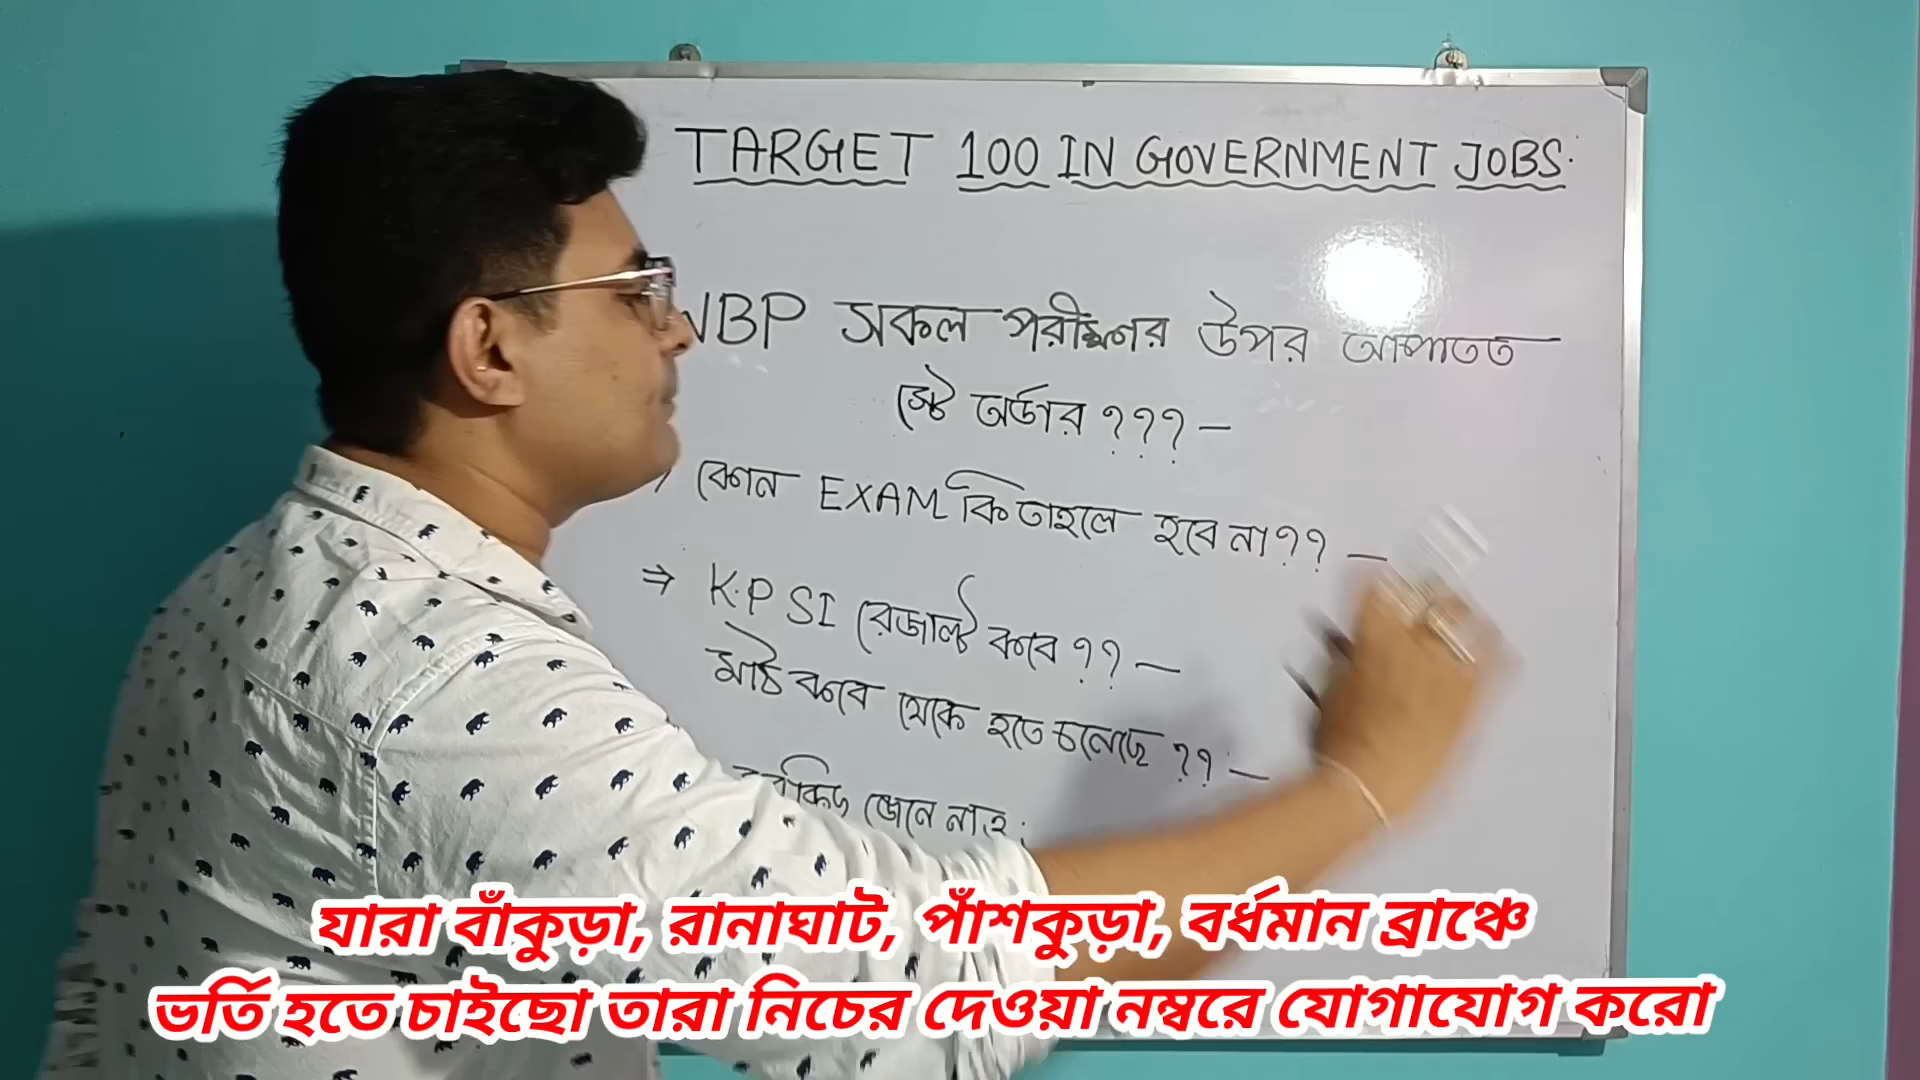 TARGET 100 IN GOVERNMENT JOBS.
WBP সকল পরীক্ষার উপর আপাতত
স্টে অর্ডার ??? –
কোন EXAM কি তাহলে হবে না ?? –
⇒ K.P SI রেজাল্ট কবে ?? –
মাঠ কবে থেকে হতে চলেছে ?? –
জেনে নাও :
যারা বাঁকুড়া, রানাঘাট, পাঁশকুড়া, বর্ধমান ব্রাঞ্চে
ভর্তি হতে চাইছো তারা নিচের দেওয়া নম্বরে যোগাযোগ করো